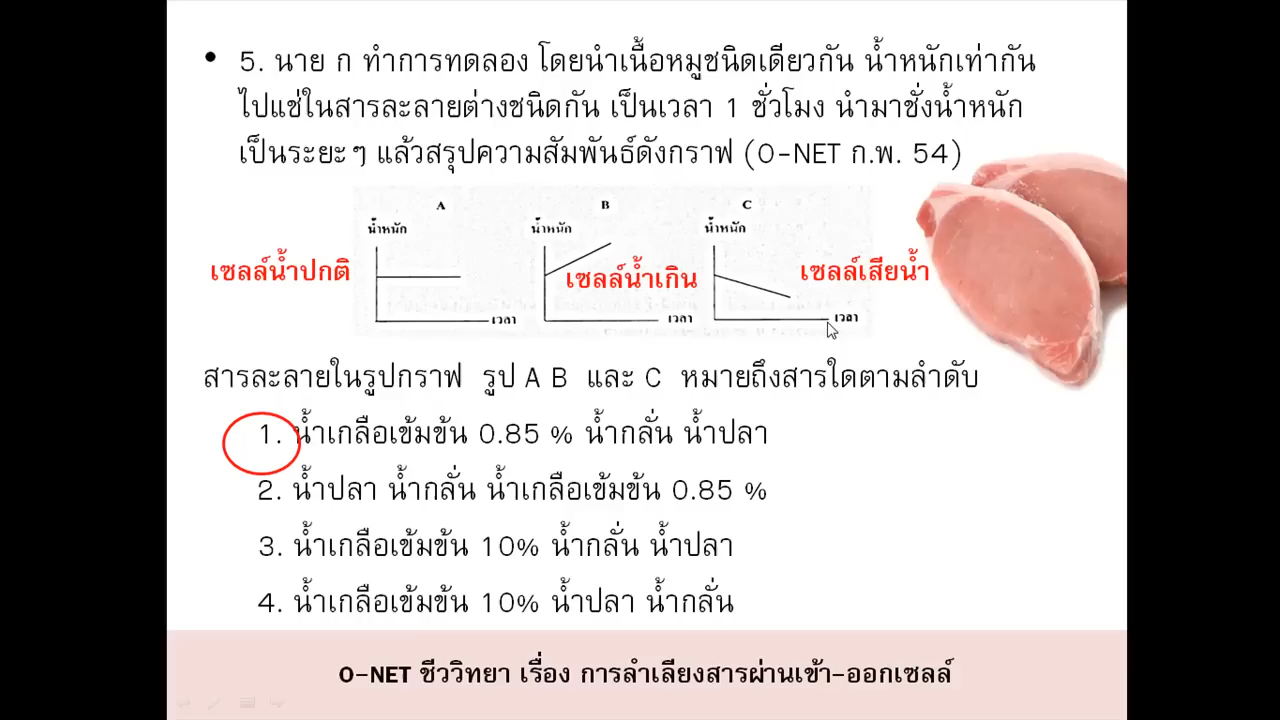 • 5. นาย ก ทำการทดลอง โดยนำเนื้อหมูชนิดเดียวกัน น้ำหนักเท่ากัน
ไปแช่ในสารละลายต่างชนิดกัน เป็นเวลา 1 ชั่วโมง นำมาชั่งน้ำหนัก
เป็นระยะๆ แล้วสรุปความสัมพันธ์ดังกราฟ (O-NET ก.พ. 54)
A B C
น้ำหนัก น้ำหนัก น้ำหนัก
เซลล์น้ำปกติ เซลล์น้ำเกิน เซลล์เสียน้ำ
เวลา เวลา เวลา
สารละลายในรูปกราฟ รูป A B และ C หมายถึงสารใดตามลำดับ
1. น้ำเกลือเข้มข้น 0.85 % น้ำกลั่น น้ำปลา
2. น้ำปลา น้ำกลั่น น้ำเกลือเข้มข้น 0.85 %
3. น้ำเกลือเข้มข้น 10% น้ำกลั่น น้ำปลา
4. น้ำเกลือเข้มข้น 10% น้ำปลา น้ำกลั่น
O-NET ชีววิทยา เรื่อง การลำเลียงสารผ่านเข้า-ออกเซลล์